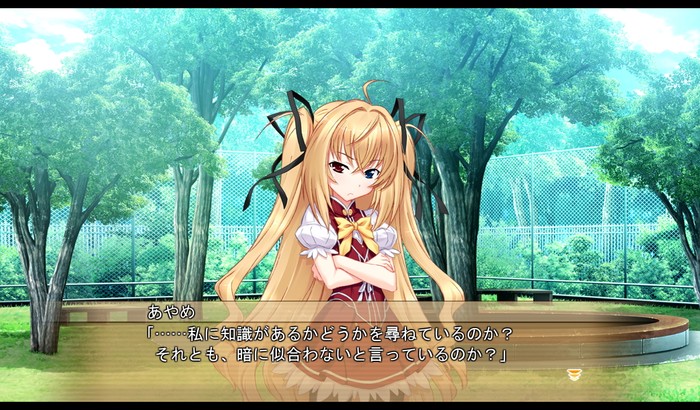 あやめ
「……私に知識があるかどうかを尋ねているのか？
それとも、暗に似合わないと言っているのか？」